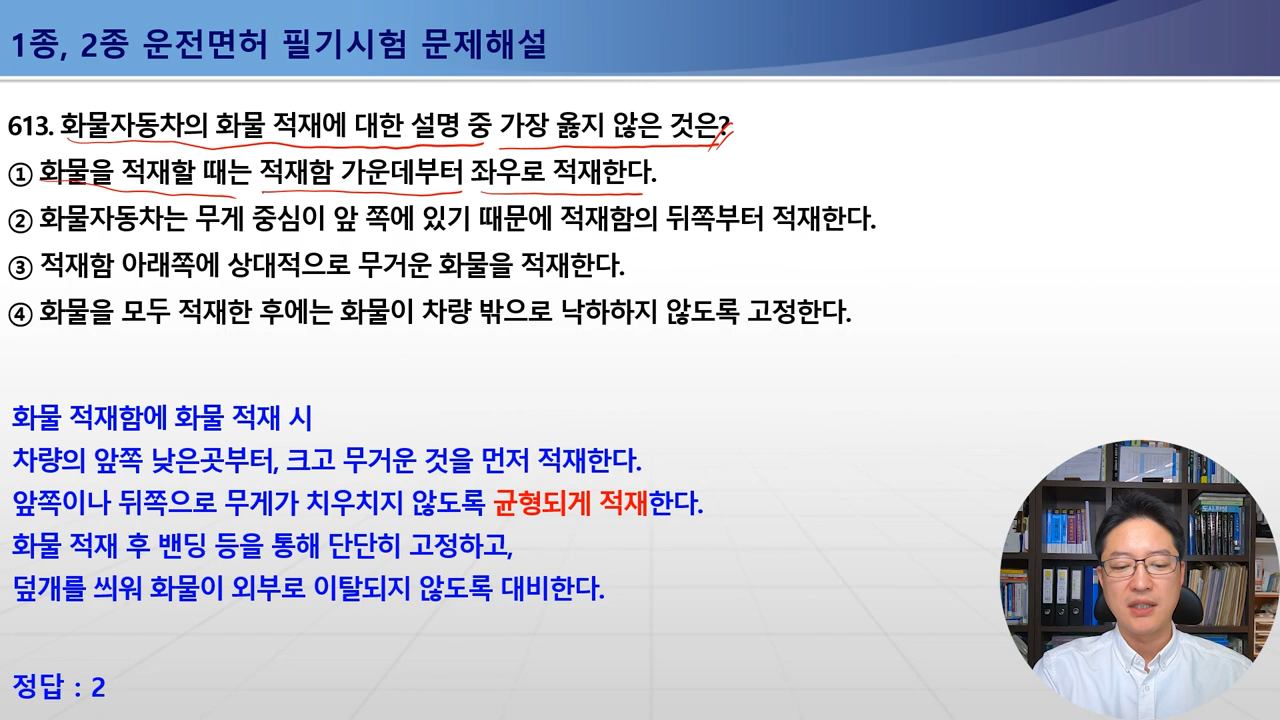 1종, 2종 운전면허 필기시험 문제해설
613. 화물자동차의 화물 적재에 대한 설명 중 가장 옳지 않은 것은?
① 화물을 적재할 때는 적재함 가운데부터 좌우로 적재한다.
② 화물자동차는 무게 중심이 앞 쪽에 있기 때문에 적재함의 뒤쪽부터 적재한다.
③ 적재함 아래쪽에 상대적으로 무거운 화물을 적재한다.
④ 화물을 모두 적재한 후에는 화물이 차량 밖으로 낙하하지 않도록 고정한다.
화물 적재함에 화물 적재 시
차량의 앞쪽 낮은곳부터, 크고 무거운 것을 먼저 적재한다.
앞쪽이나 뒤쪽으로 무게가 치우치지 않도록 균형되게 적재한다.
화물 적재 후 밴딩 등을 통해 단단히 고정하고,
덮개를 씌워 화물이 외부로 이탈되지 않도록 대비한다.
정답 : 2